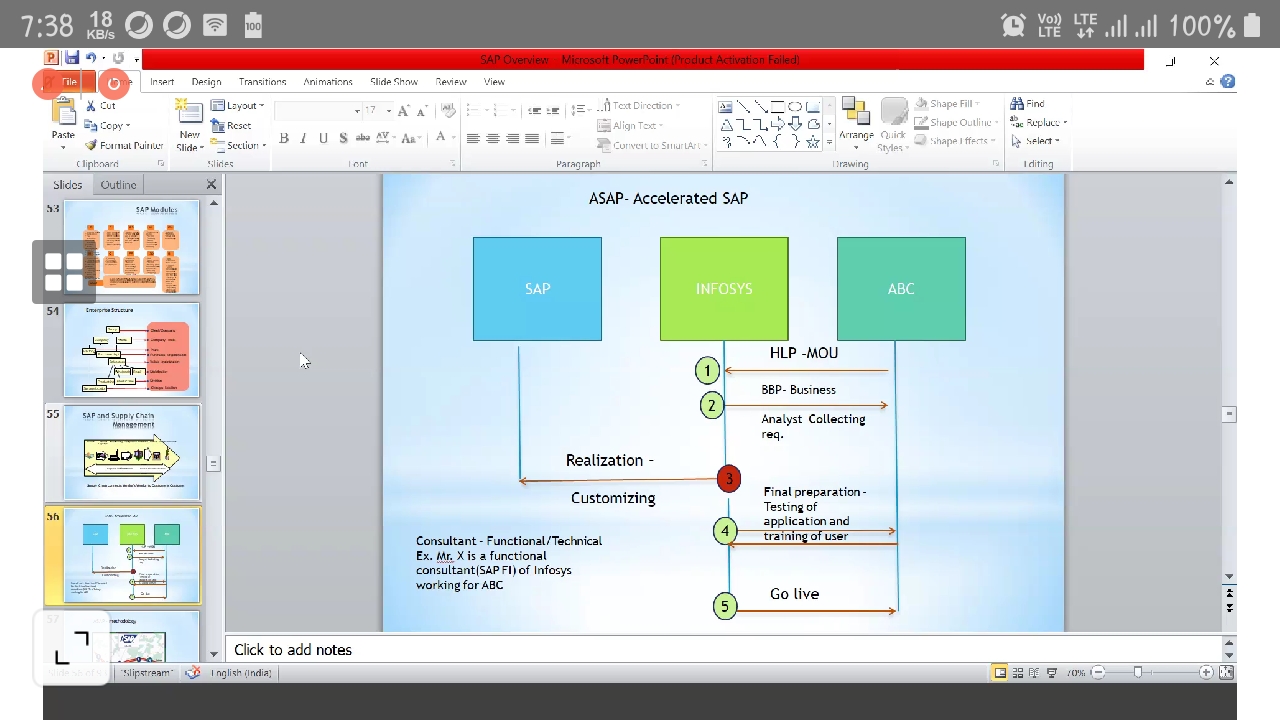 7:38 18 KB/s 100 Vo) LTE LTE 100%
SAP Overview - Microsoft PowerPoint (Product Activation Failed)
File Insert Design Transitions Animations Slide Show Review View
Paste Cut Copy Format Painter
Clipboard
New Slide Layout Reset Section
Slides
17
B I U S abc AV Aa A
Font
Text Direction Align Text Convert to SmartArt
Paragraph
Arrange Quick Styles Shape Fill Shape Outline Shape Effects
Drawing
Find Replace Select
Editing
Slides Outline
53
SAP Modules
54
Enterprise Structure
55
SAP and Supply Chain
Management
56
57
ASAP- Accelerated SAP
SAP INFOSYS ABC
HLP -MOU
1
BBP- Business
2
Analyst Collecting
req.
Realization -
3
Customizing
Final preparation -
Testing of
application and
training of user
4
Consultant - Functional/Technical
Ex. Mr. X is a functional
consultant(SAP FI) of Infosys
working for ABC
Go live
5
Click to add notes
"Slipstream" English (India) 70%